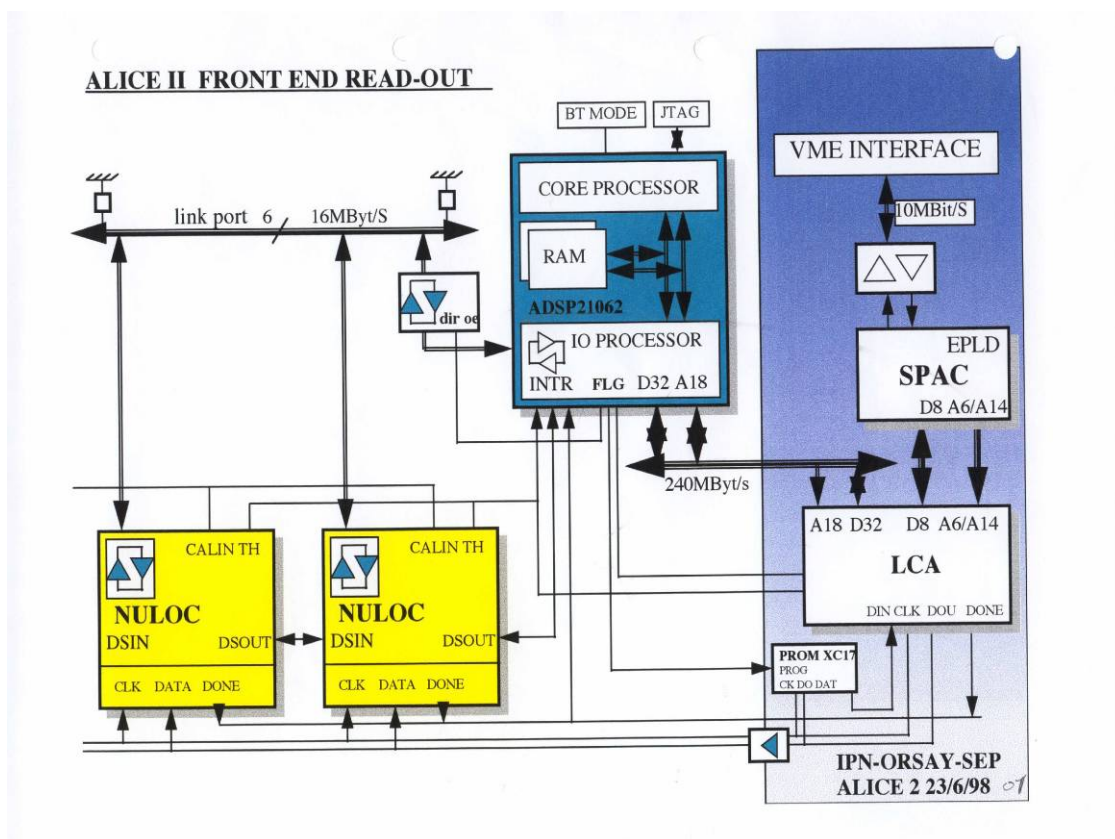 ALICE II FRONT END READ-OUT
BT MODE
JTAG
VME INTERFACE
10MBit/S
CORE PROCESSOR
RAM
ADSP21062
IO PROCESSOR
INTR FLG D32 A18
link port 6 16MByt/S
dir oe
EPLD
SPAC
D8 A6/A14
240MByt/s
A18 D32 D8 A6/A14
LCA
DIN CLK DOU DONE
CALIN TH
NULOC
DSIN DSOUT
CLK DATA DONE
CALIN TH
NULOC
DSIN DSOUT
CLK DATA DONE
PROM XC17
PROG
CK DO DAT
IPN-ORSAY-SEP
ALICE 2 23/6/98